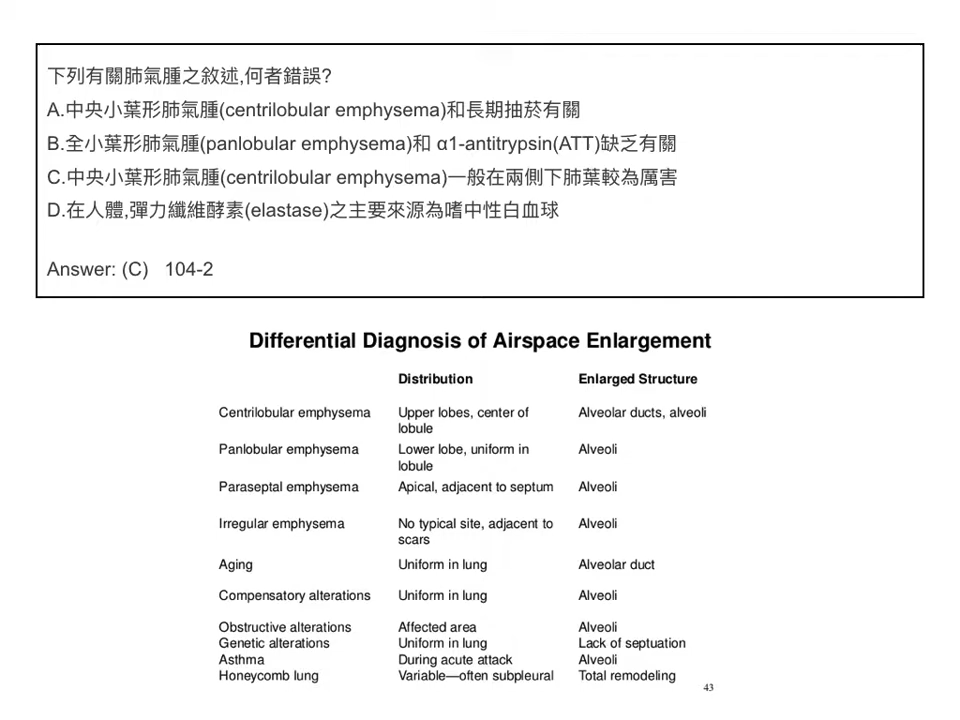 下列有關肺氣腫之敘述,何者錯誤?
A.中央小葉形肺氣腫(centrilobular emphysema)和長期抽菸有關
B.全小葉形肺氣腫(panlobular emphysema)和 α1-antitrypsin(ATT)缺乏有關
C.中央小葉形肺氣腫(centrilobular emphysema)一般在兩側下肺葉較為厲害
D.在人體,彈力纖維酵素(elastase)之主要來源為嗜中性白血球
Answer: (C) 104-2
Differential Diagnosis of Airspace Enlargement
Distribution Enlarged Structure
Centrilobular emphysema Upper lobes, center of Alveolar ducts, alveoli
lobule
Panlobular emphysema Lower lobe, uniform in Alveoli
lobule
Paraseptal emphysema Apical, adjacent to septum Alveoli
Irregular emphysema No typical site, adjacent to Alveoli
scars
Aging Uniform in lung Alveolar duct
Compensatory alterations Uniform in lung Alveoli
Obstructive alterations Affected area Alveoli
Genetic alterations Uniform in lung Lack of septuation
Asthma During acute attack Alveoli
Honeycomb lung Variable—often subpleural Total remodeling
43